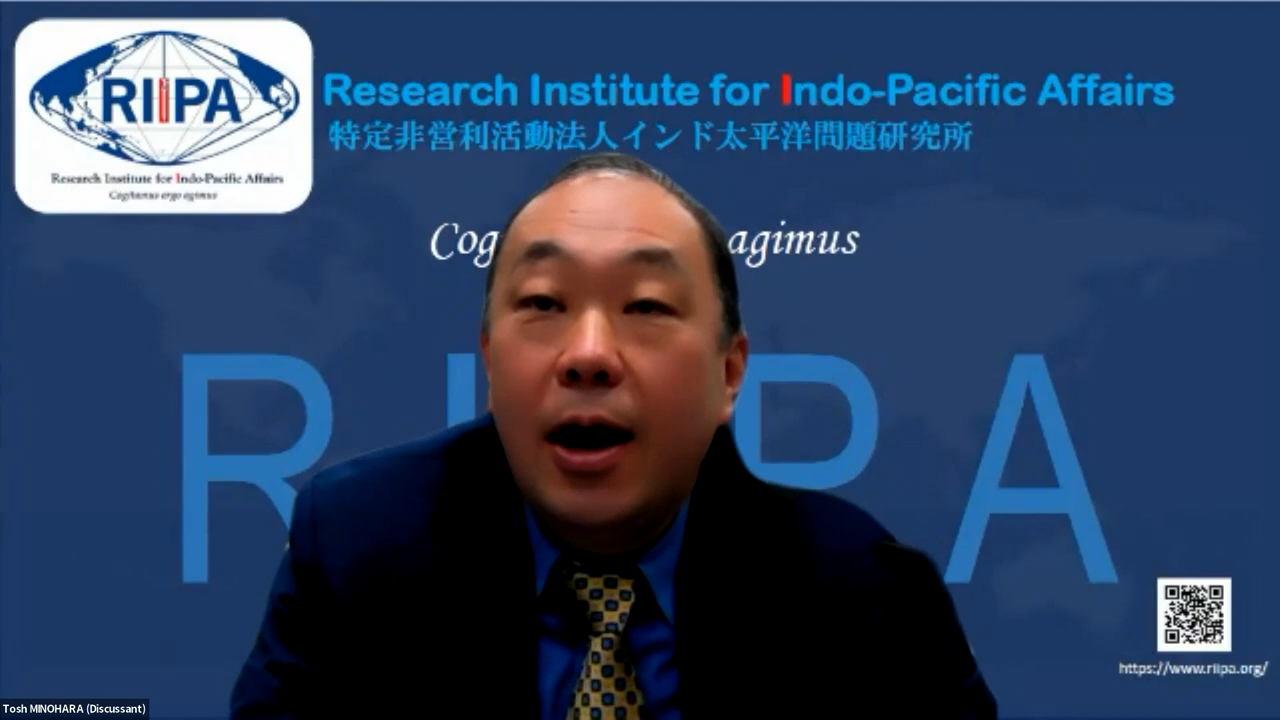 RIIPA
Research Institute for Indo-Pacific Affairs
Cogitamus ergo agimus
Research Institute for Indo-Pacific Affairs
特定非営利活動法人インド太平洋問題研究所
Cog agimus
R I PA
https://www.riipa.org/
Tosh MINOHARA (Discussant)